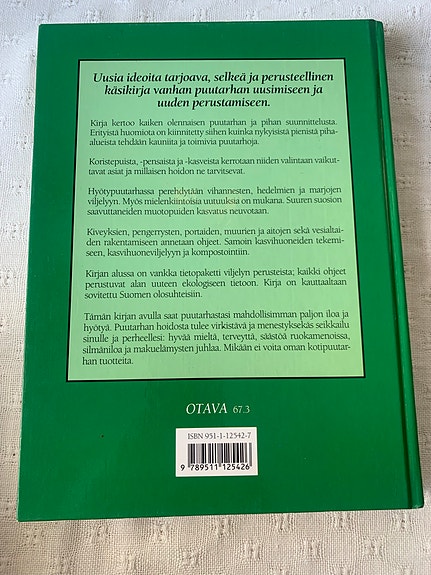 Uusia ideoita tarjoava, selkeä ja perusteellinen
käsikirja vanhan puutarhan uusimiseen ja
uuden perustamiseen.
Kirja kertoo kaiken olennaisen puutarhan ja pihan suunnittelusta.
Erityistä huomiota on kiinnitetty siihen kuinka nykyisistä pienistä piha-
alueista tehdään kauniita ja toimivia puutarhoja.
Koristepuista, -pensaista ja -kasveista kerrotaan niiden valintaan vaikut-
tavat asiat ja millaisen hoidon ne tarvitsevat.
Hyötypuutarhassa perehdytään vihannesten, hedelmien ja marjojen
viljelyyn. Myös mielenkiintoisia uutuuksia on mukana. Suuren suosion
saavuttaneiden muotopuiden kasvatus neuvotaan.
Kiveyksien, pengerrysten, portaiden, muurien ja aitojen sekä vesialtai-
den rakentamiseen annetaan ohjeet. Samoin kasvihuoneiden tekemi-
seen, kasvihuoneviljelyyn ja kompostointiin.
Kirjan alussa on vankka tietopaketti viljelyn perusteista; kaikki ohjeet
perustuvat alan uuteen ekologiseen tietoon. Kirja on kauttaaltaan
sovitettu Suomen olosuhteisiin.
Tämän kirjan avulla saat puutarhastasi mahdollisimman paljon iloa ja
hyötyä. Puutarhan hoidosta tulee virkistävä ja menestyksekäs seikkailu
sinulle ja perheellesi: hyvää mieltä, terveyttä, säästöä ruokamenoissa,
silmäniloa ja makuelämysten juhlaa. Mikään ei voita oman kotipuutar-
han tuotteita.
OTAVA 67.3
ISBN 951-1-12542-7
9 789511 125426